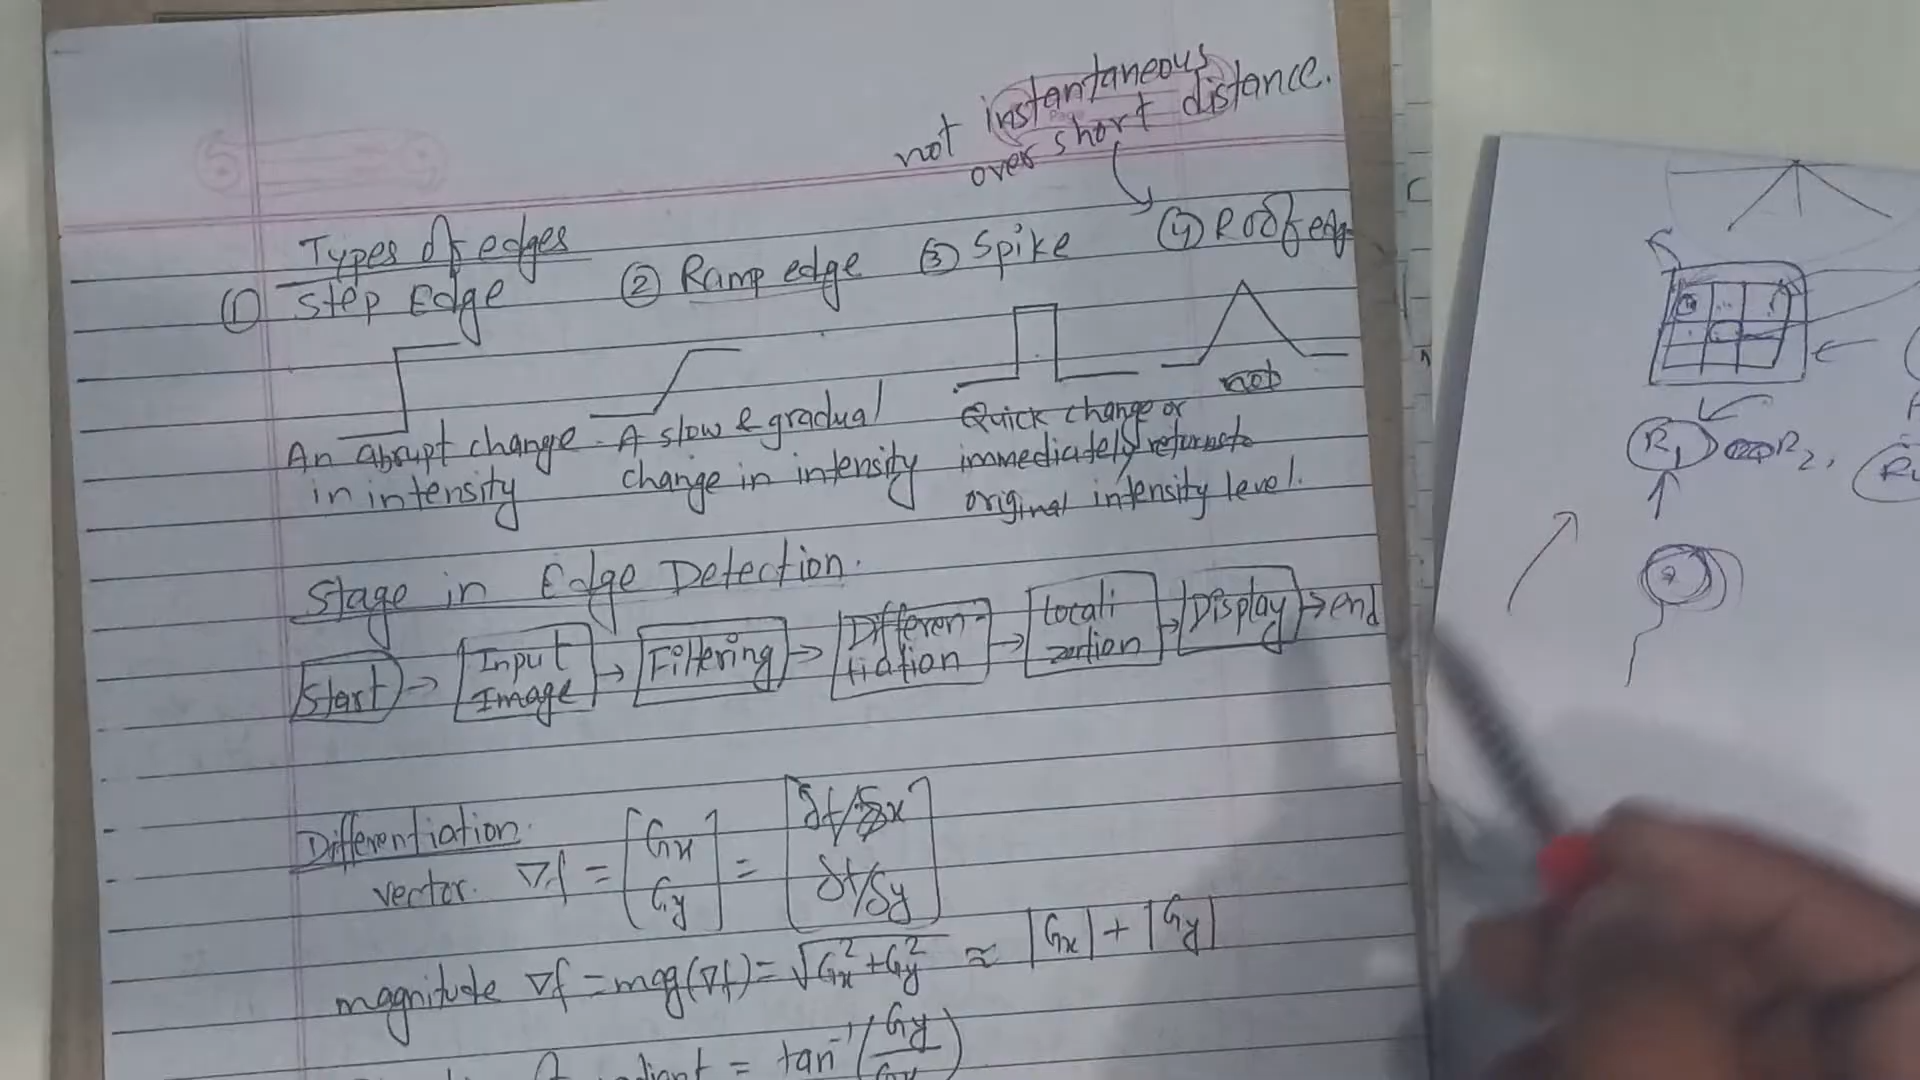 not instantaneous
over short distance.
Types of edges
① Step Edge ② Ramp edge ③ Spike ④ Roof edge
not
An abrupt change
in intensity
A slow & gradual
change in intensity
Quick change or
immediately returnsto
original intensity level.
Stage in Edge Detection.
Start → Input Image → Filtering → Differentiation → Localization → Display → end
Differentiation
vector. ∇f = [Gx Gy] = [δf/δx δf/δy]
magnitude ∇f = mag(∇f) = √Gx² + Gy² ≈ |Gx| + |Gy|
= tan⁻¹(Gy/Gx)
R1 R2,